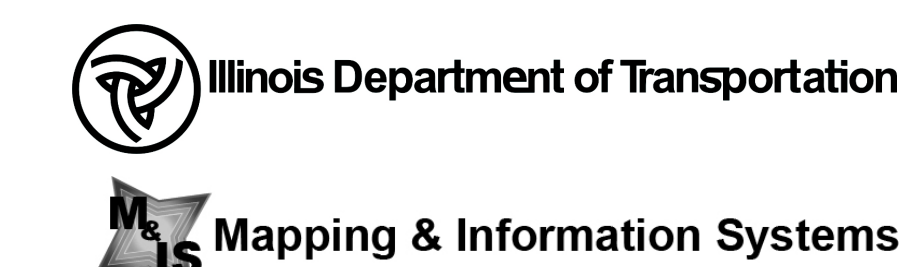 Illinois Department of Transportation
M&IS Mapping & Information Systems